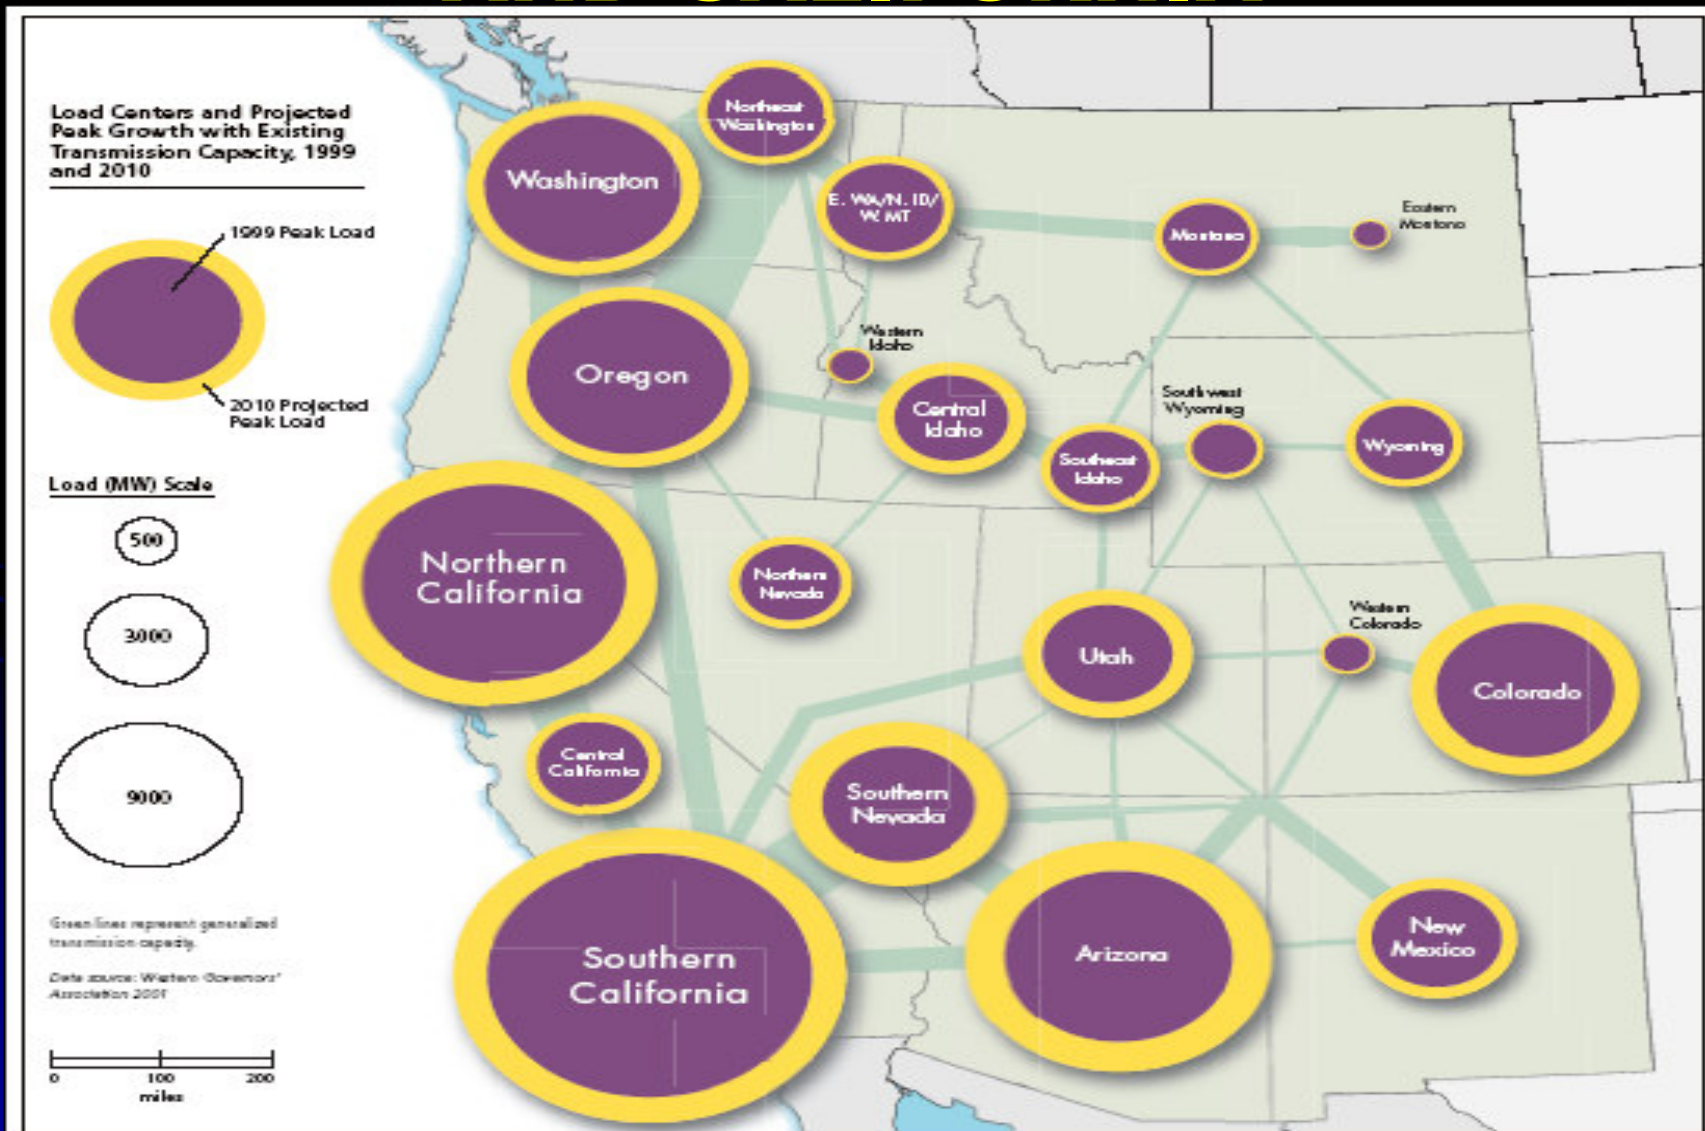 Load Centers and Projected
Peak Growth with Existing
Transmission Capacity, 1999
and 2010
1999 Peak Load
2010 Projected
Peak Load
Load (MW) Scale
500
3000
9000
Green lines represent generalized
transmission capacity.
Data source: Western Governors'
Association 2001
0 100 200
miles
Northeast
Washington
Washington
E. WA/N. ID/
W. MT
Montana
Eastern
Montana
Oregon
Western
Idaho
Central
Idaho
Southwest
Wyoming
Southeast
Idaho
Wyoming
Northern
California
Northern
Nevada
Utah
Western
Colorado
Colorado
Central
California
Southern
Nevada
Southern
California
Arizona
New
Mexico